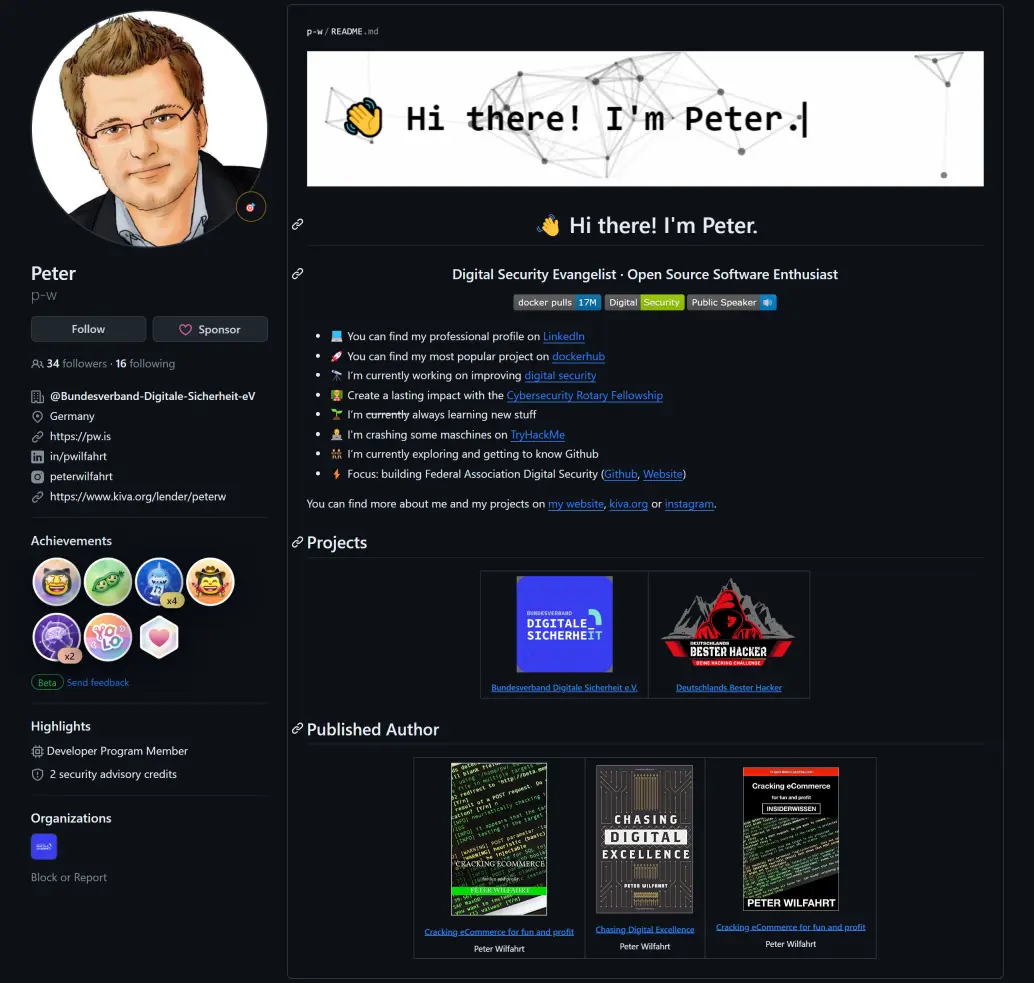 Peter
p-w
Follow
Sponsor
34 followers · 16 following
@Bundesverband-Digitale-Sicherheit-eV
Germany
https://pw.is
in/pwilfahrt
peterwilfahrt
https://www.kiva.org/lender/peterw
Achievements
x4
YOLO
x2
Beta Send feedback
Highlights
Developer Program Member
2 security advisory credits
Organizations
Block or Report
p-w/README.md
👋 Hi there! I'm Peter.
👋 Hi there! I'm Peter.
Digital Security Evangelist · Open Source Software Enthusiast
docker pulls 17M Digital Security Public Speaker
You can find my professional profile on LinkedIn
You can find my most popular project on dockerhub
I'm currently working on improving digital security
Create a lasting impact with the Cybersecurity Rotary Fellowship
I'm currently always learning new stuff
I'm crashing some maschines on TryHackMe
I'm currently exploring and getting to know Github
Focus: building Federal Association Digital Security (Github, Website)
You can find more about me and my projects on my website, kiva.org or instagram.
Projects
BUNDESVERBAND
DIGITALE
SICHERHEIT
Bundesverband Digitale Sicherheit e.V.
DEUTSCHLANDS
BESTER HACKER
DEINE HACKING CHALLENGE
Deutschlands Bester Hacker
Published Author
CRACKING ECOMMERCE
for fun and profit
PETER WILFAHRT
Cracking eCommerce for fun and profit
Peter Wilfahrt
CHASING
DIGITAL
EXCELLENCE
PETER WILFAHRT
Chasing Digital Excellence
Peter Wilfahrt
Cracking eCommerce
for fun and profit
INSIDERWISSEN
PETER WILFAHRT
Cracking eCommerce for fun and profit
Peter Wilfahrt